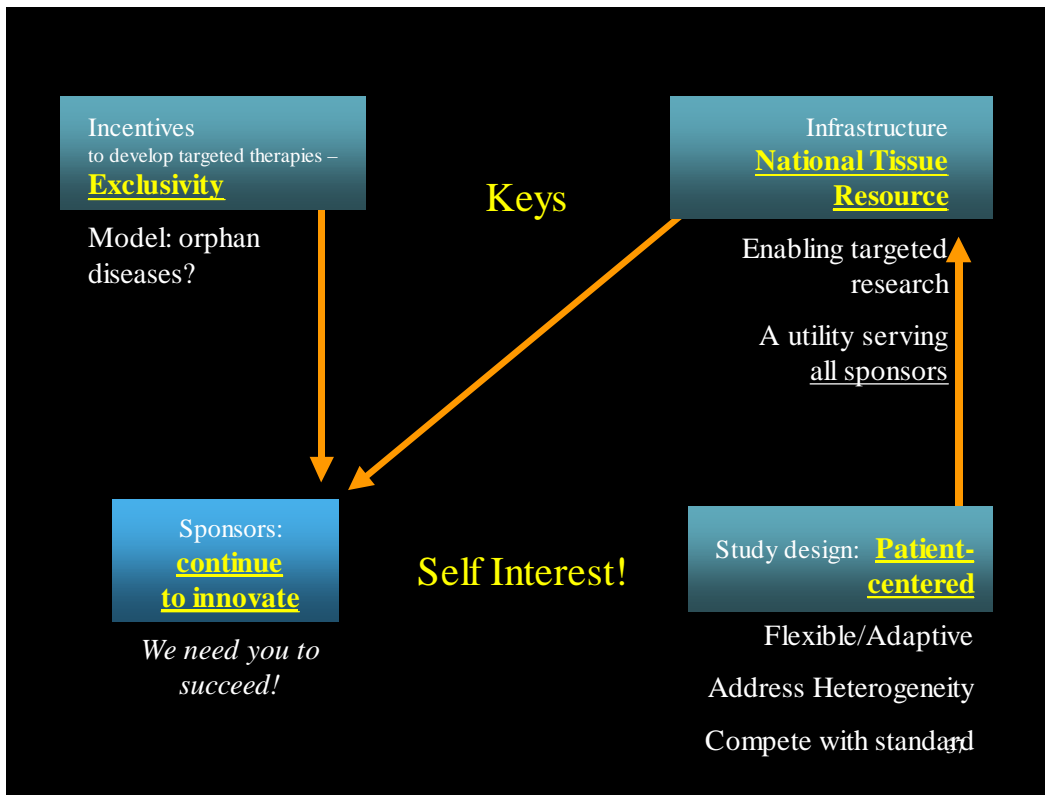 Incentives
to develop targeted therapies –
Exclusivity
Model: orphan
diseases?
Keys
Infrastructure
National Tissue
Resource
Enabling targeted
research
A utility serving
all sponsors
Sponsors:
continue
to innovate
We need you to
succeed!
Self Interest!
Study design:  Patient-
centered
Flexible/Adaptive
Address Heterogeneity
Compete with standard
37